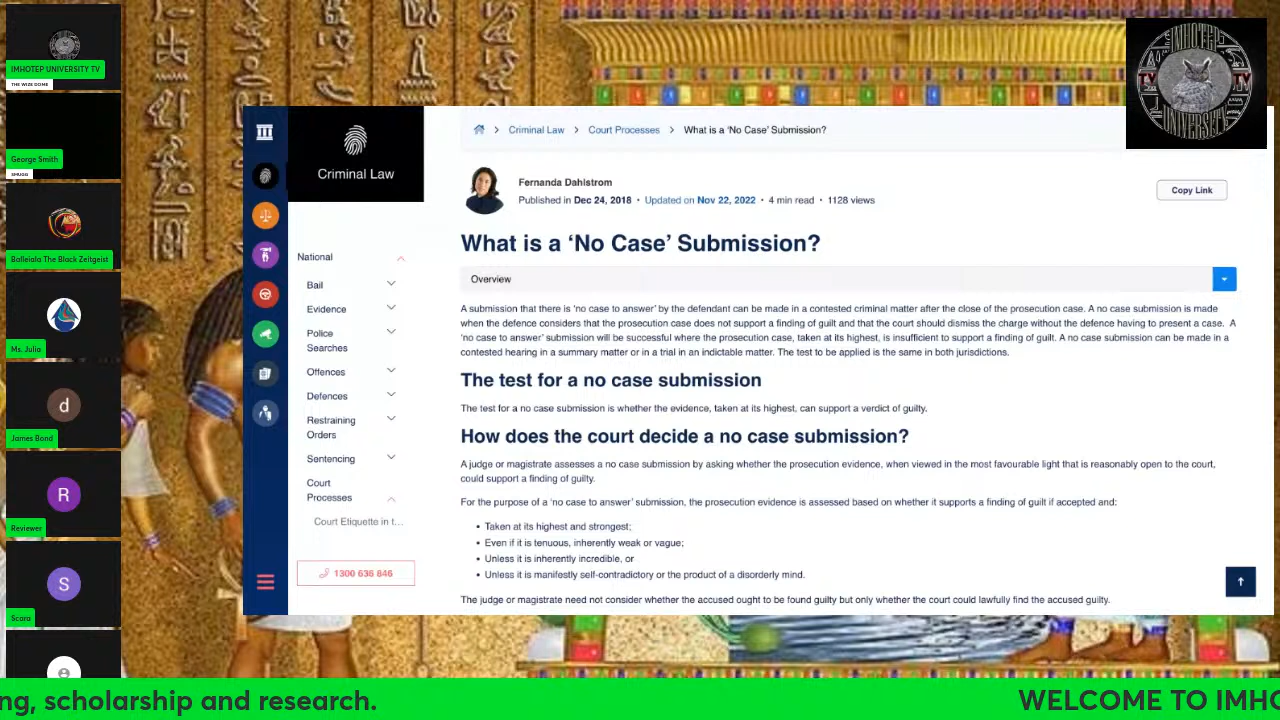 IMHOTEP UNIVERSITY TV
THE WIZE DOME
George Smith
SMUGG
Ballelala The Black Zeitgeist
Ms. Julia
d
James Bond
R
Reviewer
S
Scara
IMHOTEP
TV TV
UNIVERSITY
Criminal Law
National
Bail
Evidence
Police
Searches
Offences
Defences
Restraining
Orders
Sentencing
Court
Processes
Court Etiquette in t...
1300 636 846
Criminal Law > Court Processes > What is a ‘No Case’ Submission?
Fernanda Dahlstrom
Published in Dec 24, 2018 • Updated on Nov 22, 2022 • 4 min read • 1128 views
Copy Link
What is a ‘No Case’ Submission?
Overview
A submission that there is ‘no case to answer’ by the defendant can be made in a contested criminal matter after the close of the prosecution case. A no case submission is made
when the defence considers that the prosecution case does not support a finding of guilt and that the court should dismiss the charge without the defence having to present a case. A
‘no case to answer’ submission will be successful where the prosecution case, taken at its highest, is insufficient to support a finding of guilt. A no case submission can be made in a
contested hearing in a summary matter or in a trial in an indictable matter. The test to be applied is the same in both jurisdictions.
The test for a no case submission
The test for a no case submission is whether the evidence, taken at its highest, can support a verdict of guilty.
How does the court decide a no case submission?
A judge or magistrate assesses a no case submission by asking whether the prosecution evidence, when viewed in the most favourable light that is reasonably open to the court,
could support a finding of guilty.
For the purpose of a ‘no case to answer’ submission, the prosecution evidence is assessed based on whether it supports a finding of guilt if accepted and:
• Taken at its highest and strongest;
• Even if it is tenuous, inherently weak or vague;
• Unless it is inherently incredible, or
• Unless it is manifestly self-contradictory or the product of a disorderly mind.
The judge or magistrate need not consider whether the accused ought to be found guilty but only whether the court could lawfully find the accused guilty.
ng, scholarship and research.
WELCOME TO IMHO